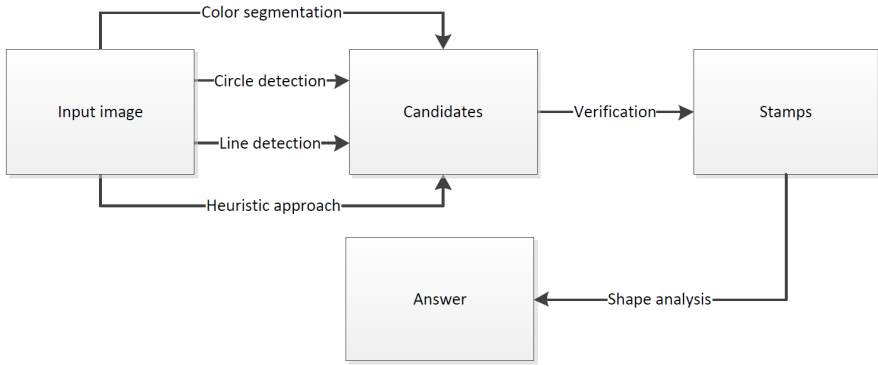 Color segmentation
Input image
Circle detection
Candidates
Verification
Stamps
Line detection
Heuristic approach
Answer
Shape analysis